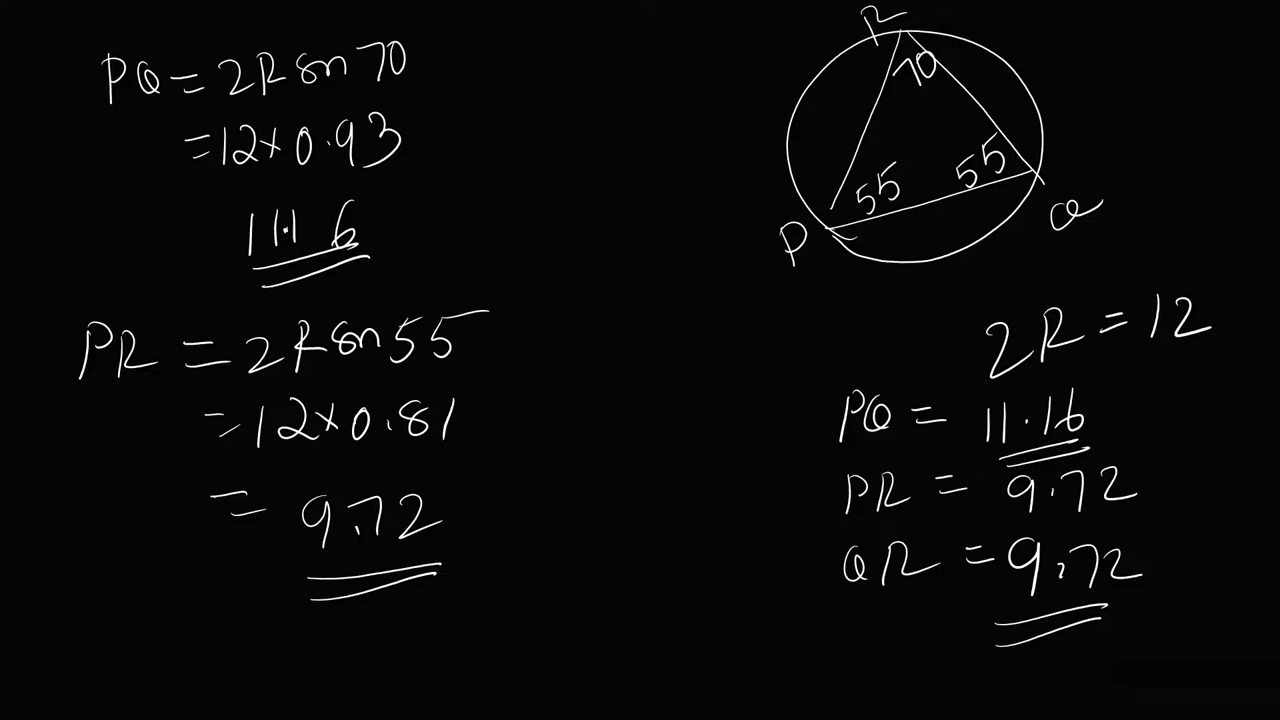 PQ = 2R sin 70
= 12 × 0.93
11.16
PR = 2R sin 55
= 12 × 0.81
= 9.72
R
70
55
55
P
Q
2R = 12
PQ = 11.16
PR = 9.72
QR = 9.72